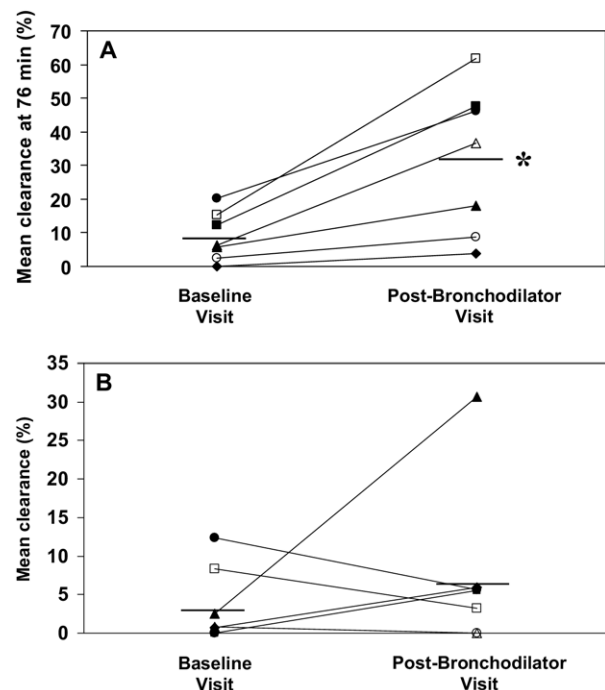 A
Mean clearance at 76 min (%)
70
60
50
40
30
20
10
0
*
Baseline Visit
Post-Bronchodilator Visit
B
Mean clearance (%)
35
30
25
20
15
10
5
0
Baseline Visit
Post-Bronchodilator Visit